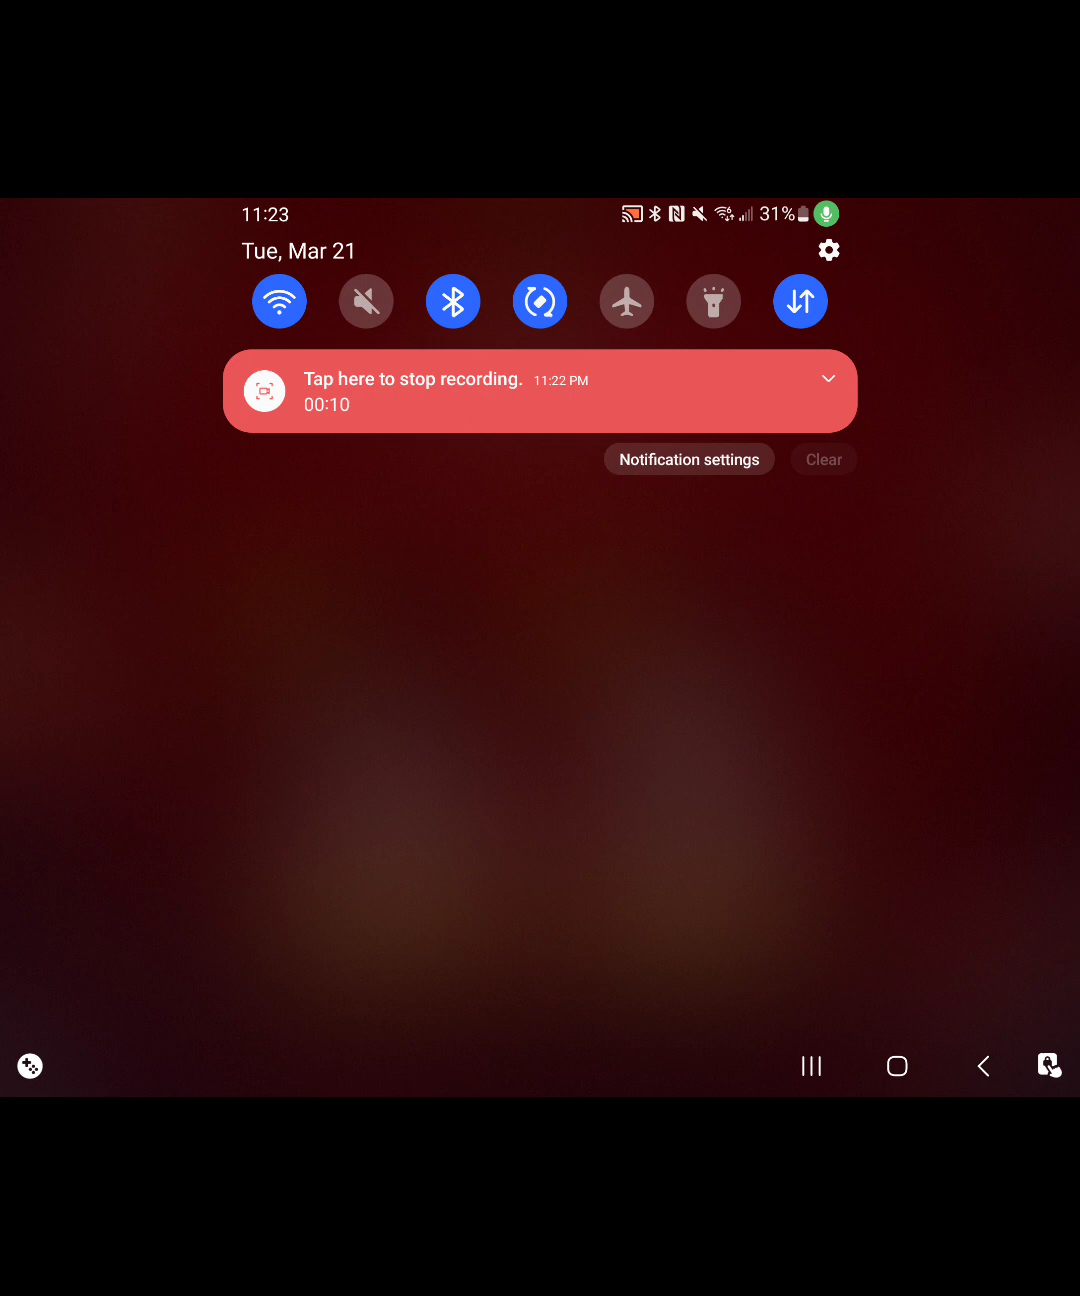 11:23
31%
Tue, Mar 21
Tap here to stop recording. 11:22 PM
00:10
Notification settings Clear